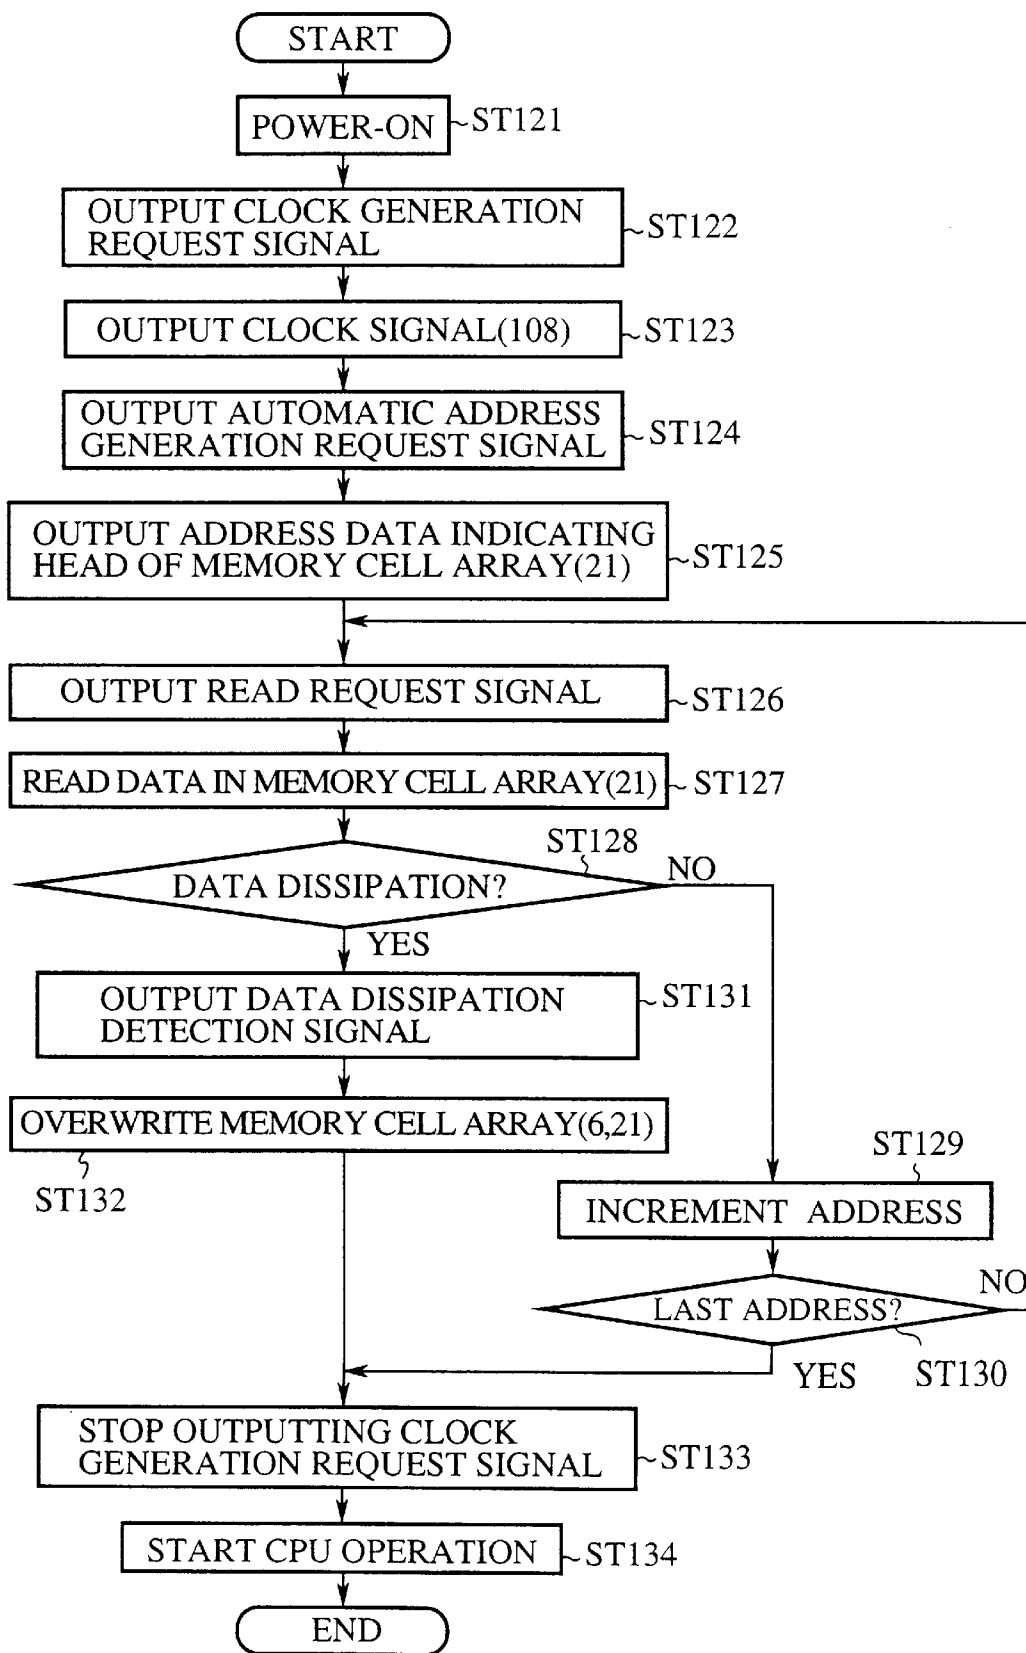 START
POWER-ON
ST121
OUTPUT CLOCK GENERATION
REQUEST SIGNAL
ST122
OUTPUT CLOCK SIGNAL(108)
ST123
OUTPUT AUTOMATIC ADDRESS
GENERATION REQUEST SIGNAL
ST124
OUTPUT ADDRESS DATA INDICATING
HEAD OF MEMORY CELL ARRAY(21)
ST125
OUTPUT READ REQUEST SIGNAL
ST126
READ DATA IN MEMORY CELL ARRAY(21)
ST127
ST128
DATA DISSIPATION?
NO
YES
OUTPUT DATA DISSIPATION
DETECTION SIGNAL
ST131
OVERWRITE MEMORY CELL ARRAY(6,21)
ST132
ST129
INCREMENT ADDRESS
LAST ADDRESS?
NO
YES
ST130
STOP OUTPUTTING CLOCK
GENERATION REQUEST SIGNAL
ST133
START CPU OPERATION
ST134
END